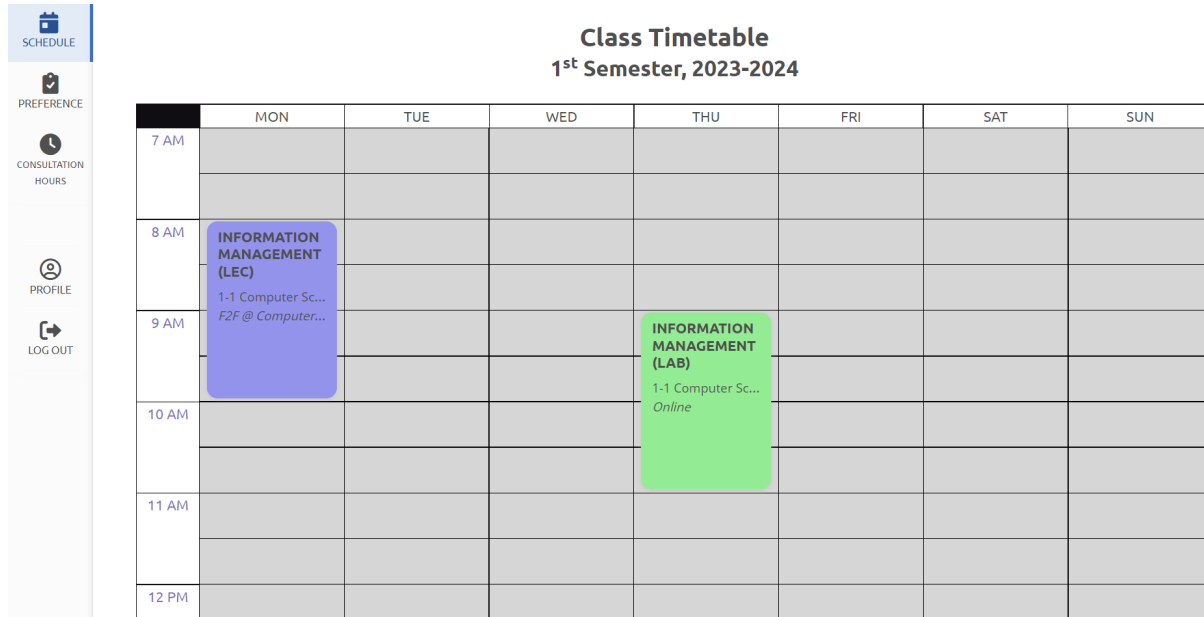 SCHEDULE
PREFERENCE
CONSULTATION
HOURS
PROFILE
LOG OUT
Class Timetable
1st Semester, 2023-2024
MON TUE WED THU FRI SAT SUN
7 AM
8 AM
INFORMATION
MANAGEMENT
(LEC)
1-1 Computer Sc...
F2F @ Computer...
9 AM
INFORMATION
MANAGEMENT
(LAB)
1-1 Computer Sc...
Online
10 AM
11 AM
12 PM